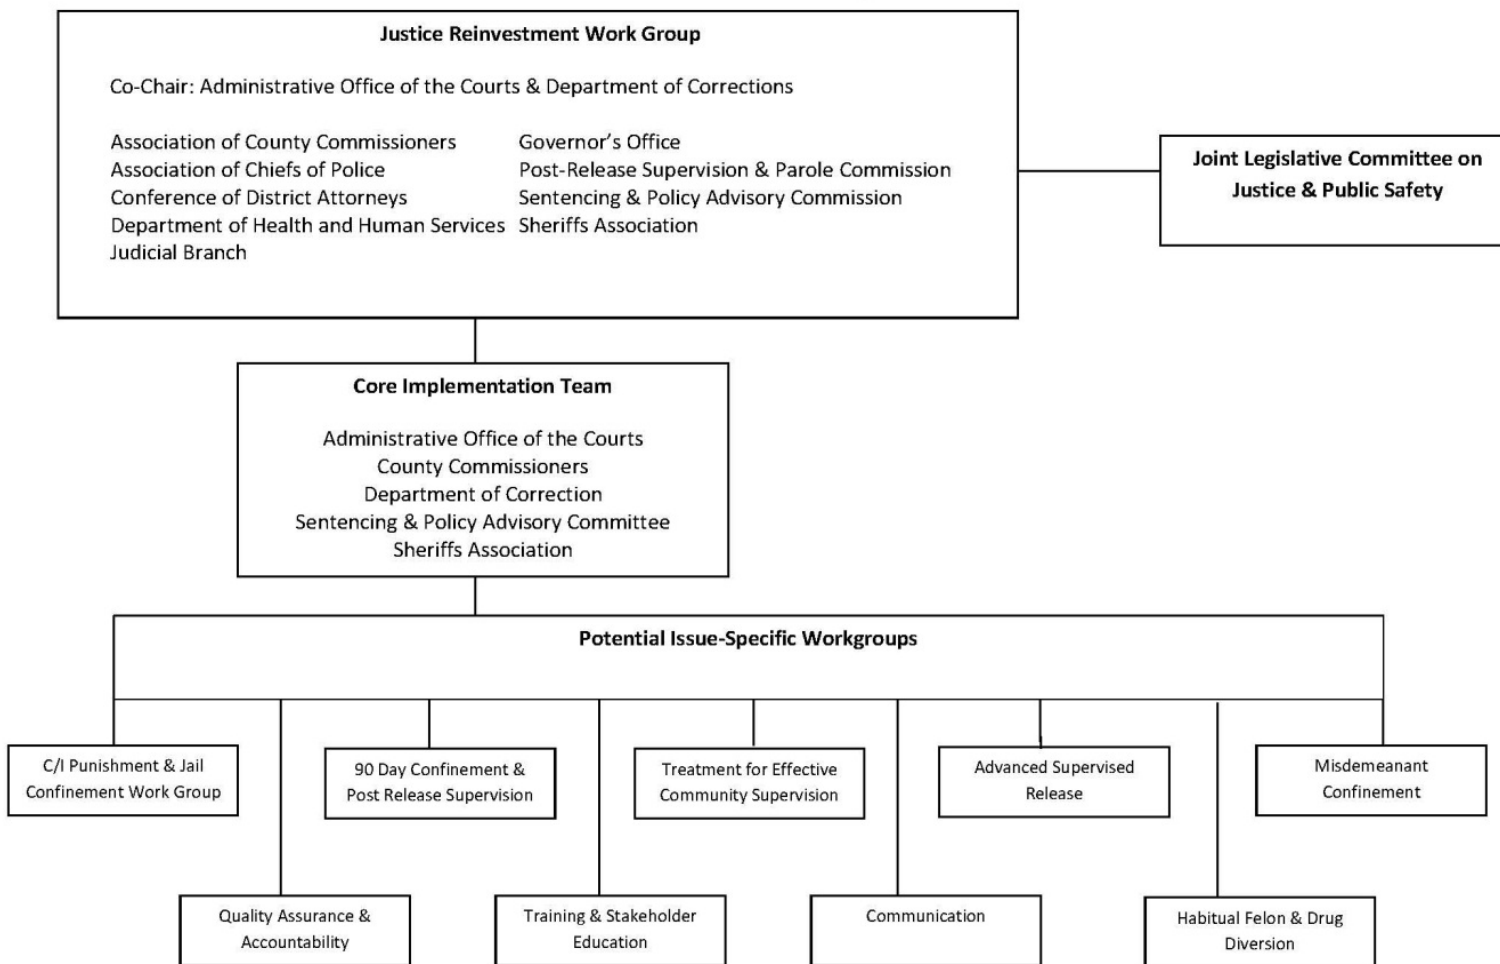 Justice Reinvestment Work Group
Co-Chair: Administrative Office of the Courts & Department of Corrections
Association of County Commissioners
Association of Chiefs of Police
Conference of District Attorneys
Department of Health and Human Services
Judicial Branch
Governor's Office
Post-Release Supervision & Parole Commission
Sentencing & Policy Advisory Commission
Sheriffs Association
Joint Legislative Committee on
Justice & Public Safety
Core Implementation Team
Administrative Office of the Courts
County Commissioners
Department of Correction
Sentencing & Policy Advisory Committee
Sheriffs Association
Potential Issue-Specific Workgroups
C/I Punishment & Jail
Confinement Work Group
90 Day Confinement &
Post Release Supervision
Treatment for Effective
Community Supervision
Advanced Supervised
Release
Misdemeanant
Confinement
Quality Assurance &
Accountability
Training & Stakeholder
Education
Communication
Habitual Felon & Drug
Diversion